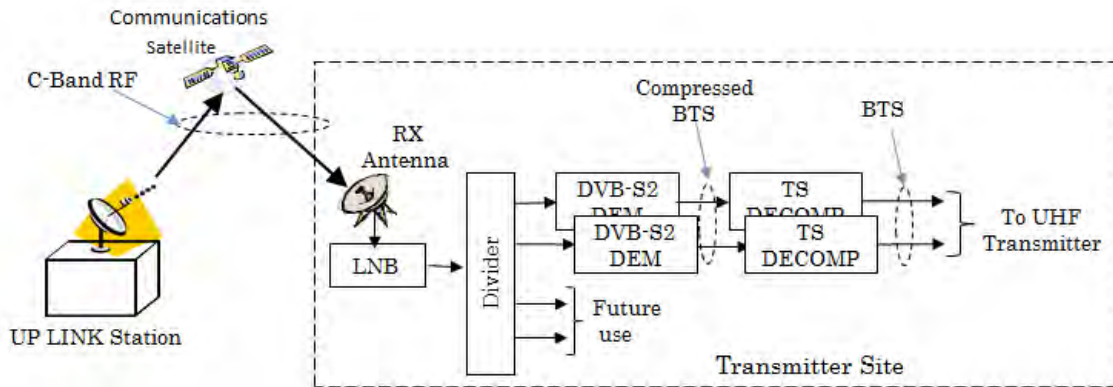 Communications
Satellite
C-Band RF
UP LINK Station
RX
Antenna
LNB
Divider
DVB-S2
DEM
DVB-S2
DEM
Compressed
BTS
TS
DECOMP
TS
DECOMP
BTS
To UHF
Transmitter
Future
use
Transmitter Site